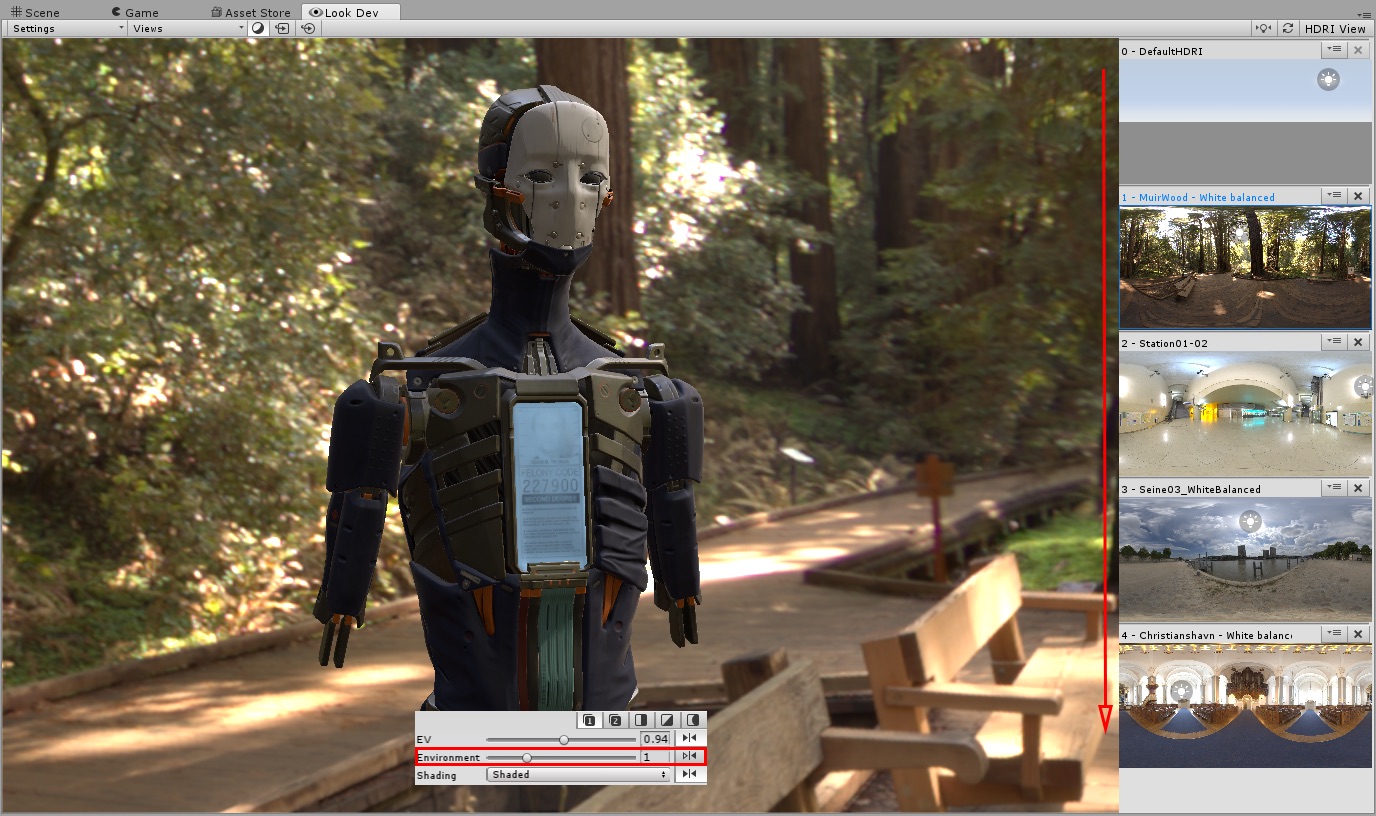 Scene
Game
Asset Store
Look Dev
Settings
Views
HDRI View
0 - DefaultHDRI
1 - MuirWood - White balanced
2 - Station01-02
3 - Seine03_WhiteBalanced
4 - Christianshavn - White balanc
FELONY CODE
227900
SECOND DEGREE
1
2
EV
0.94
Environment
1
Shading
Shaded